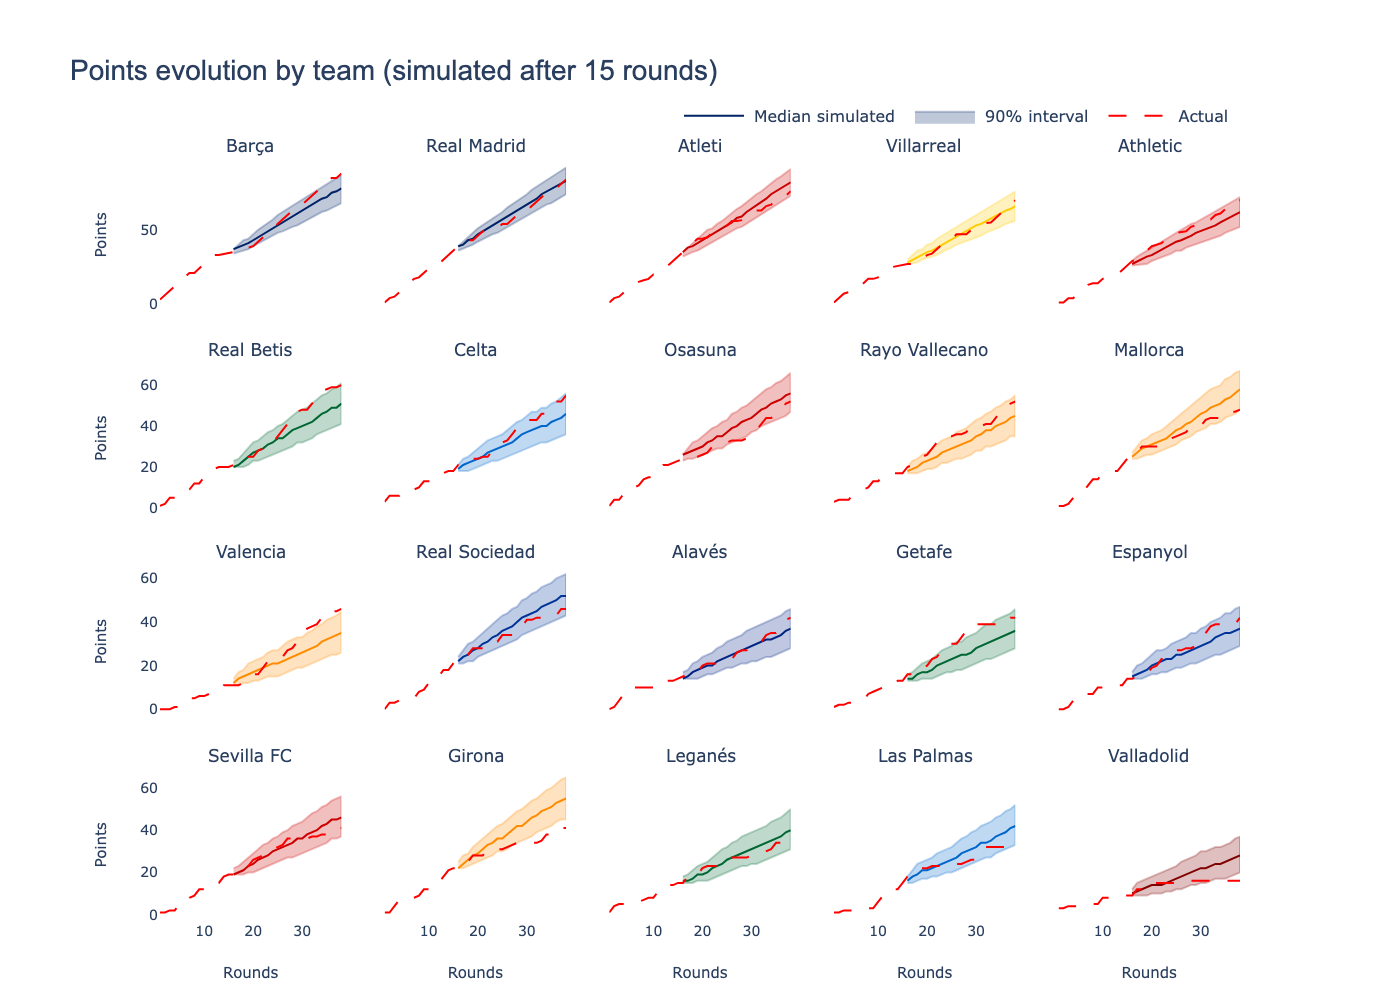 Points evolution by team (simulated after 15 rounds)
Median simulated 90% interval Actual
Barça Real Madrid Atleti Villarreal Athletic
Points
50
0
Real Betis Celta Osasuna Rayo Vallecano Mallorca
Points
60
40
20
0
Valencia Real Sociedad Alavés Getafe Espanyol
Points
60
40
20
0
Sevilla FC Girona Leganés Las Palmas Valladolid
Points
60
40
20
0
10 20 30 10 20 30 10 20 30 10 20 30 10 20 30
Rounds Rounds Rounds Rounds Rounds